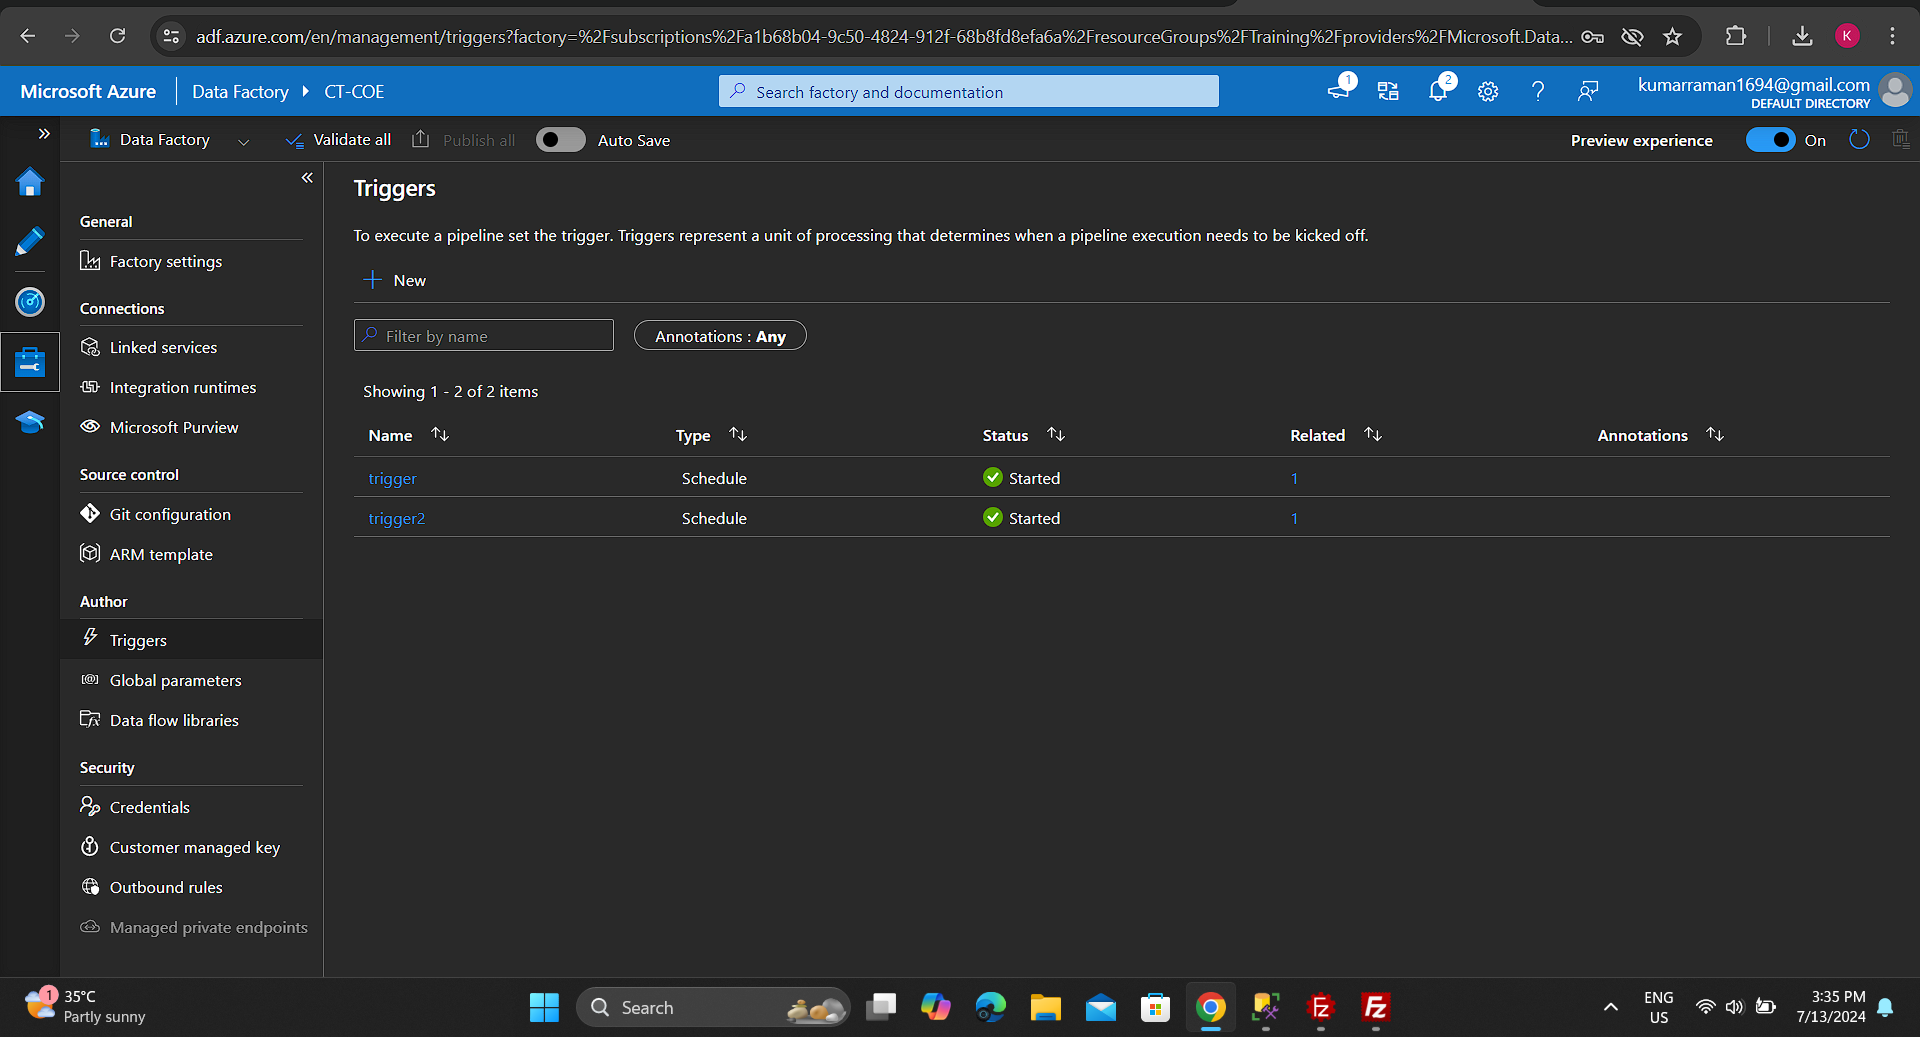 adf.azure.com/en/management/triggers?factory=%2Fsubscriptions%2Fa1b68b04-9c50-4824-912f-68b8fd8efa6a%2FresourceGroups%2FTraining%2Fproviders%2FMicrosoft.Data...
K
Microsoft Azure
Data Factory
CT-COE
Search factory and documentation
1
2
kumarraman1694@gmail.com
DEFAULT DIRECTORY
Data Factory
Validate all
Publish all
Auto Save
Preview experience
On
General
Factory settings
Connections
Linked services
Integration runtimes
Microsoft Purview
Source control
Git configuration
ARM template
Author
Triggers
Global parameters
Data flow libraries
Security
Credentials
Customer managed key
Outbound rules
Managed private endpoints
Triggers
To execute a pipeline set the trigger. Triggers represent a unit of processing that determines when a pipeline execution needs to be kicked off.
New
Filter by name
Annotations : Any
Showing 1 - 2 of 2 items
Name Type Status Related Annotations
trigger Schedule Started 1
trigger2 Schedule Started 1
1
35°C
Partly sunny
Search
ENG
US
3:35 PM
7/13/2024